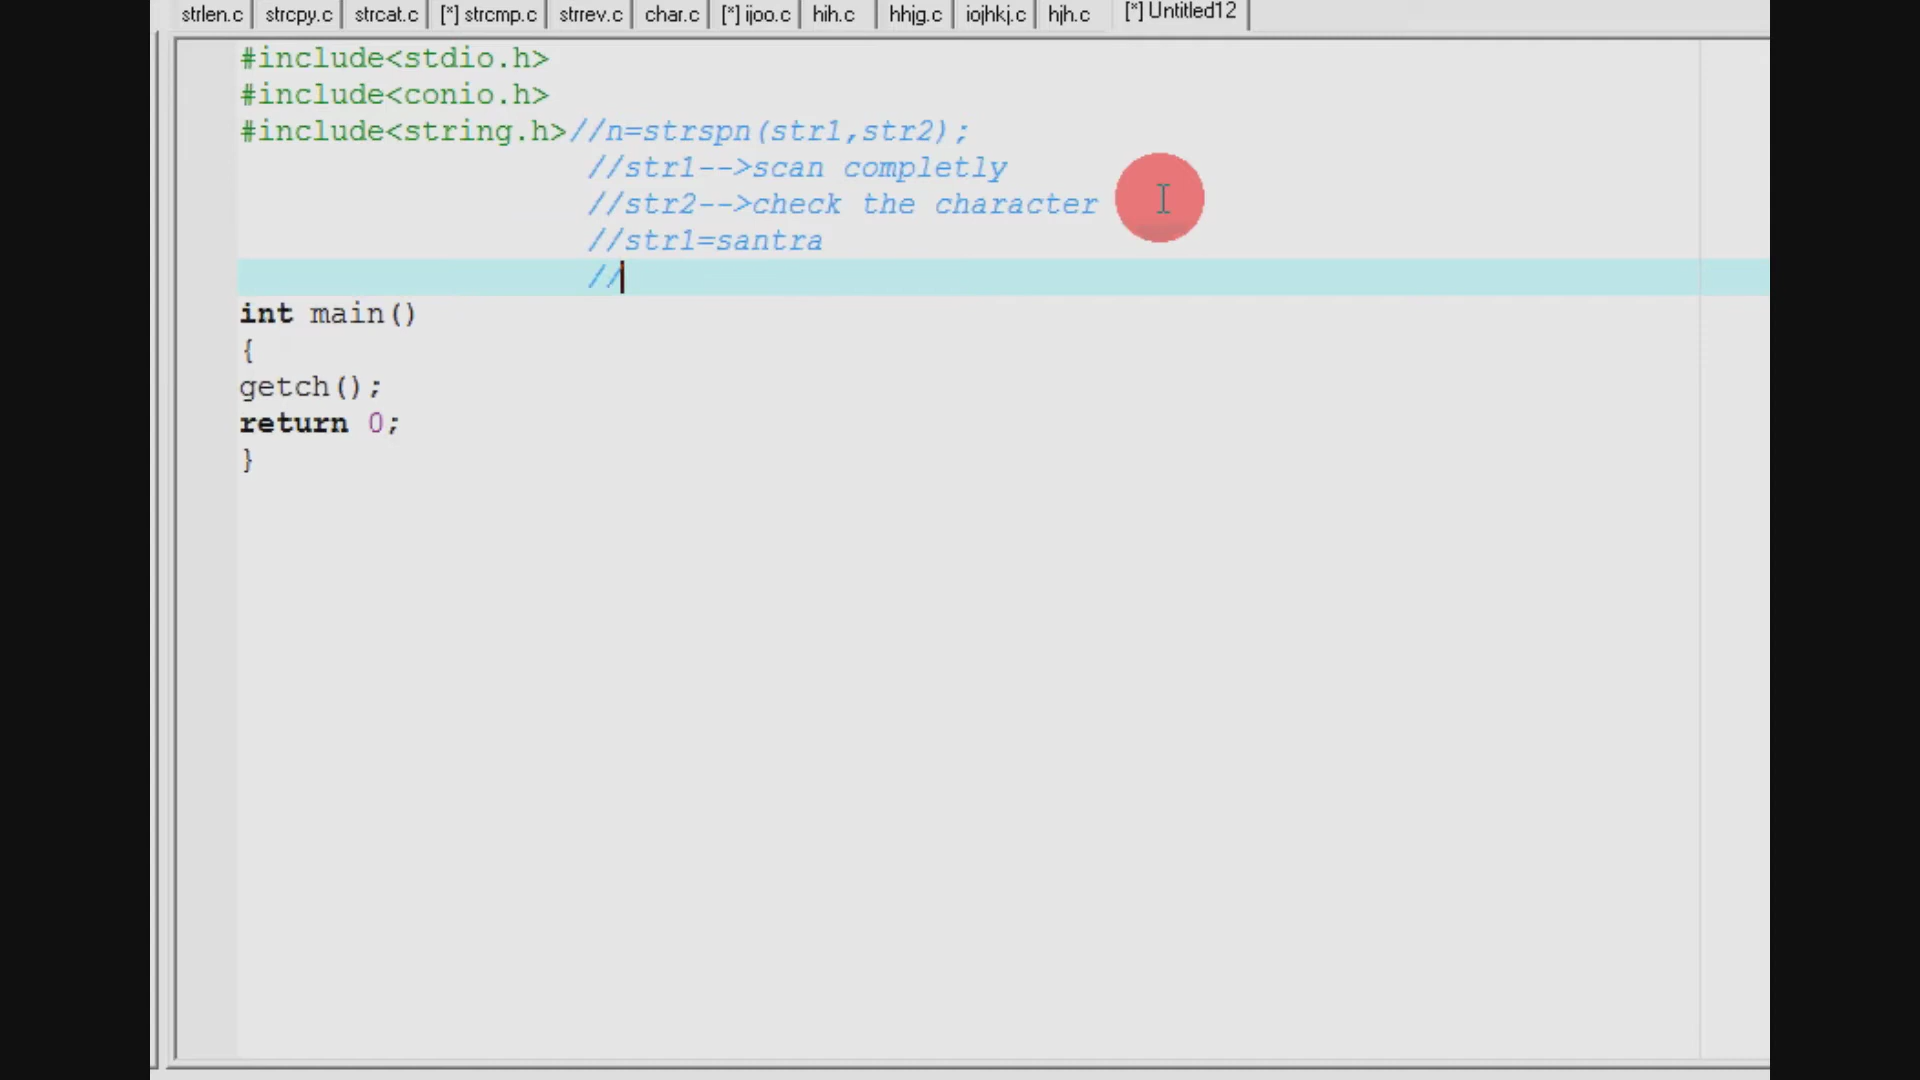 strlen.c strcpy.c strcat.c [*] strcmp.c strrev.c char.c [*] ijoo.c hih.c hhjg.c iojhkj.c hjh.c [*] Untitled12
#include<stdio.h>
#include<conio.h>
#include<string.h>//n=strspn(str1,str2);
//str1-->scan completly
//str2-->check the character
//str1=santra
//
int main()
{
getch();
return 0;
}